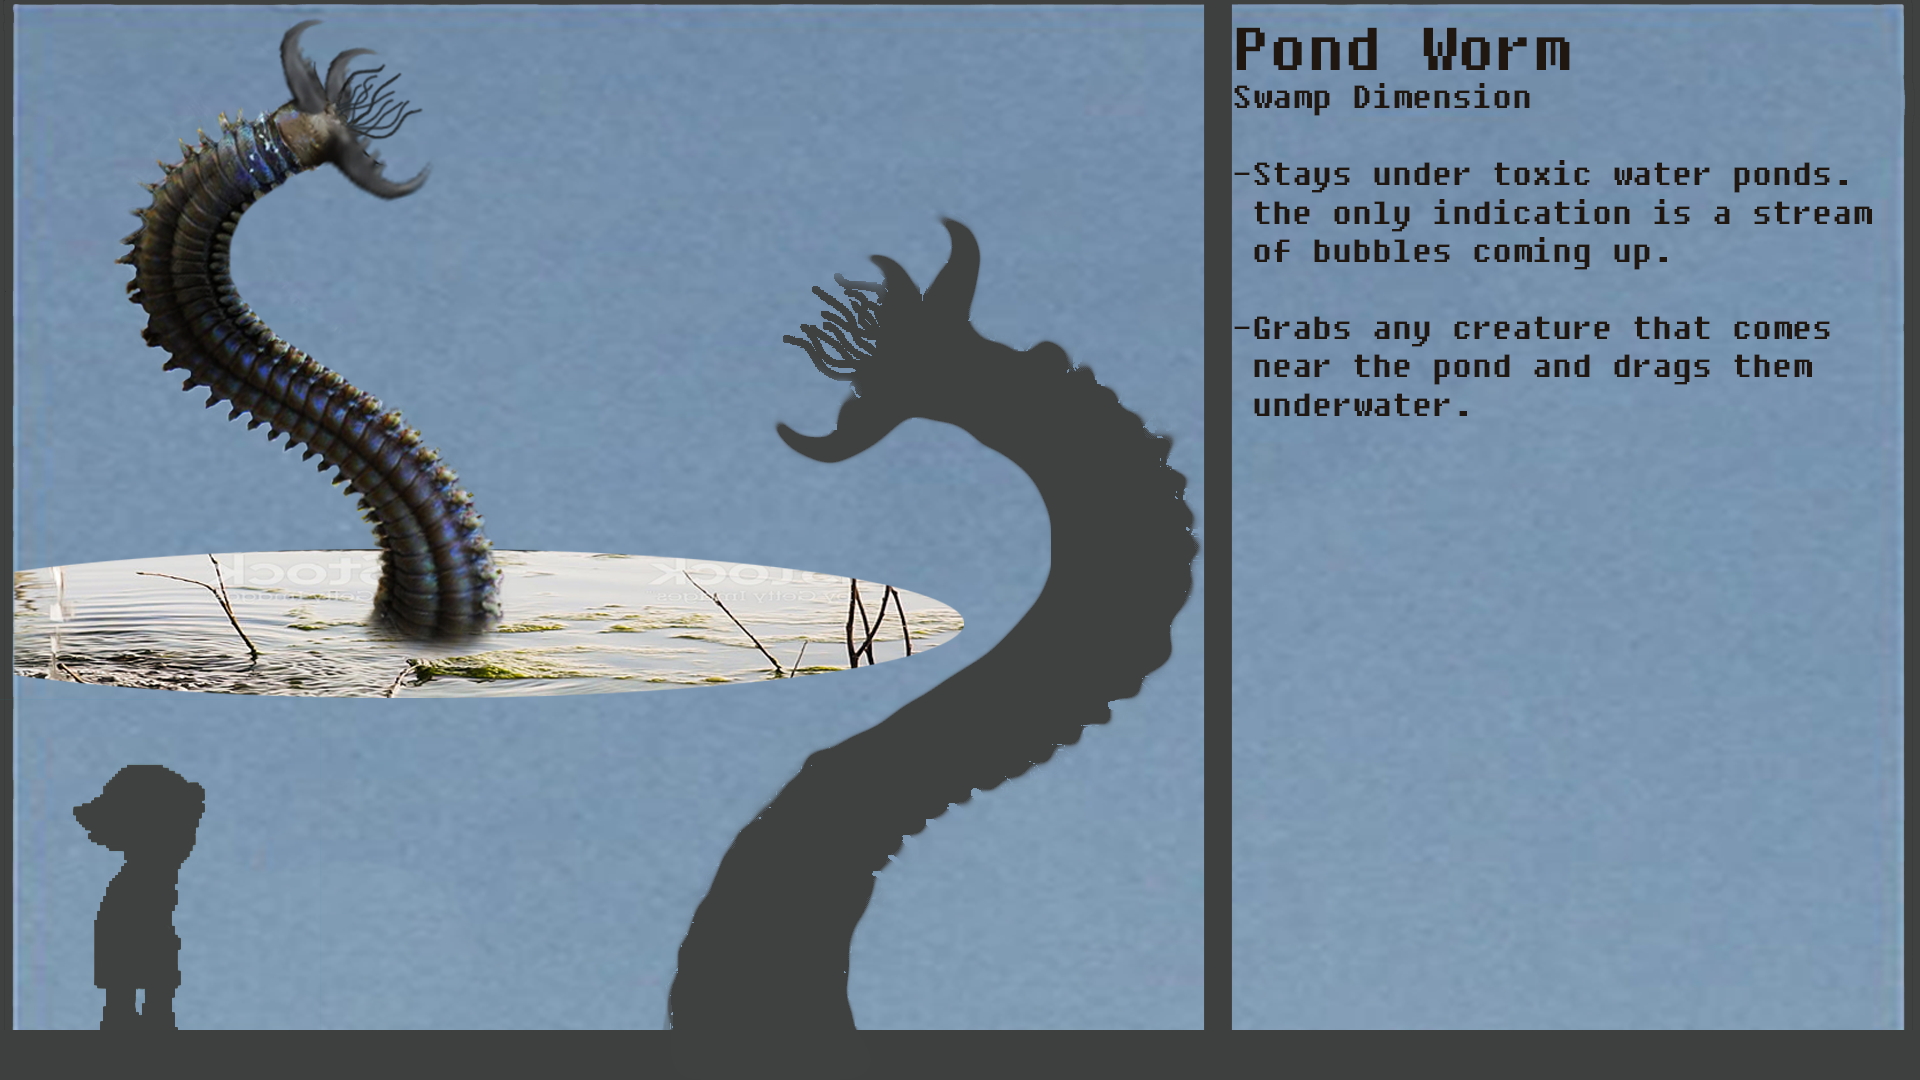 Pond Worm
Swamp Dimension
-Stays under toxic water ponds.
the only indication is a stream
of bubbles coming up.
-Grabs any creature that comes
near the pond and drags them
underwater.